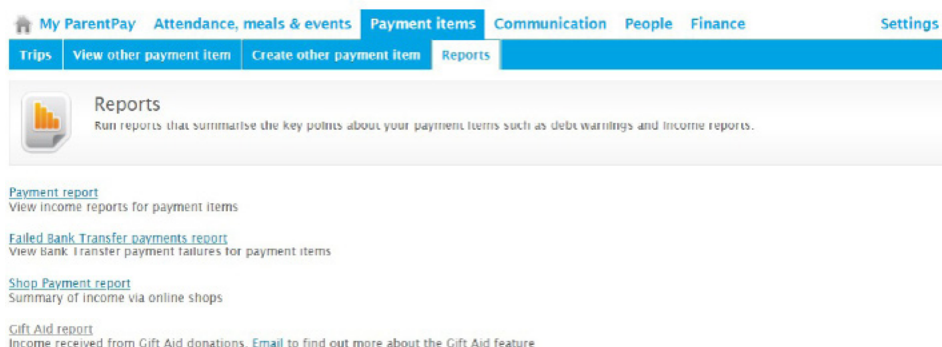 My ParentPay Attendance, meals & events Payment items Communication People Finance Settings
Trips View other payment item Create other payment item Reports
Reports
Run reports that summarise the key points about your payment items such as debt warnings and income reports.
Payment report
View income reports for payment items
Failed Bank Transfer payments report
View Bank Transfer payment failures for payment items
Shop Payment report
Summary of income via online shops
Gift Aid report
Income received from Gift Aid donations. Email to find out more about the Gift Aid feature